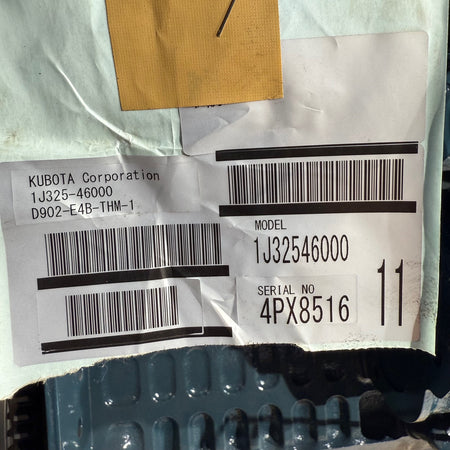 KUBOTA Corporation
1J325-46000
D902-E4B-THM-1
MODEL
1J32546000
SERIAL NO
4PX8516
11